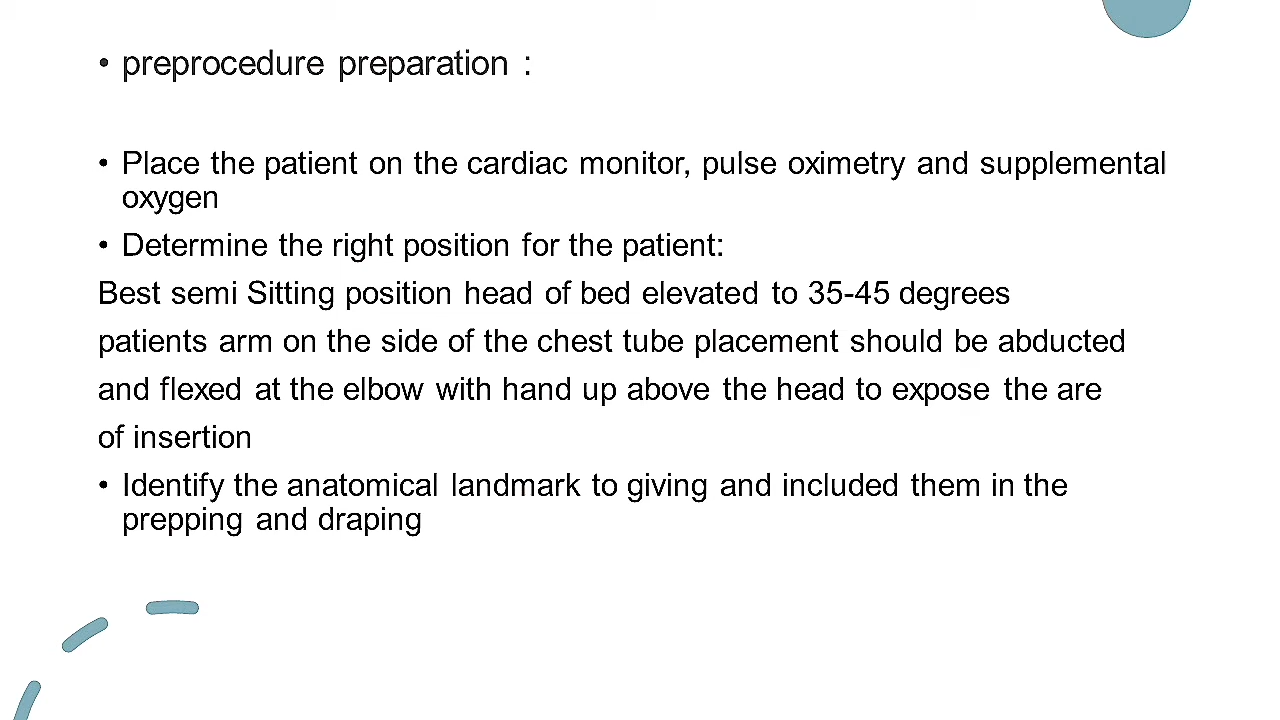 • preprocedure preparation :
• Place the patient on the cardiac monitor, pulse oximetry and supplemental
oxygen
• Determine the right position for the patient:
Best semi Sitting position head of bed elevated to 35-45 degrees
patients arm on the side of the chest tube placement should be abducted
and flexed at the elbow with hand up above the head to expose the are
of insertion
• Identify the anatomical landmark to giving and included them in the
prepping and draping